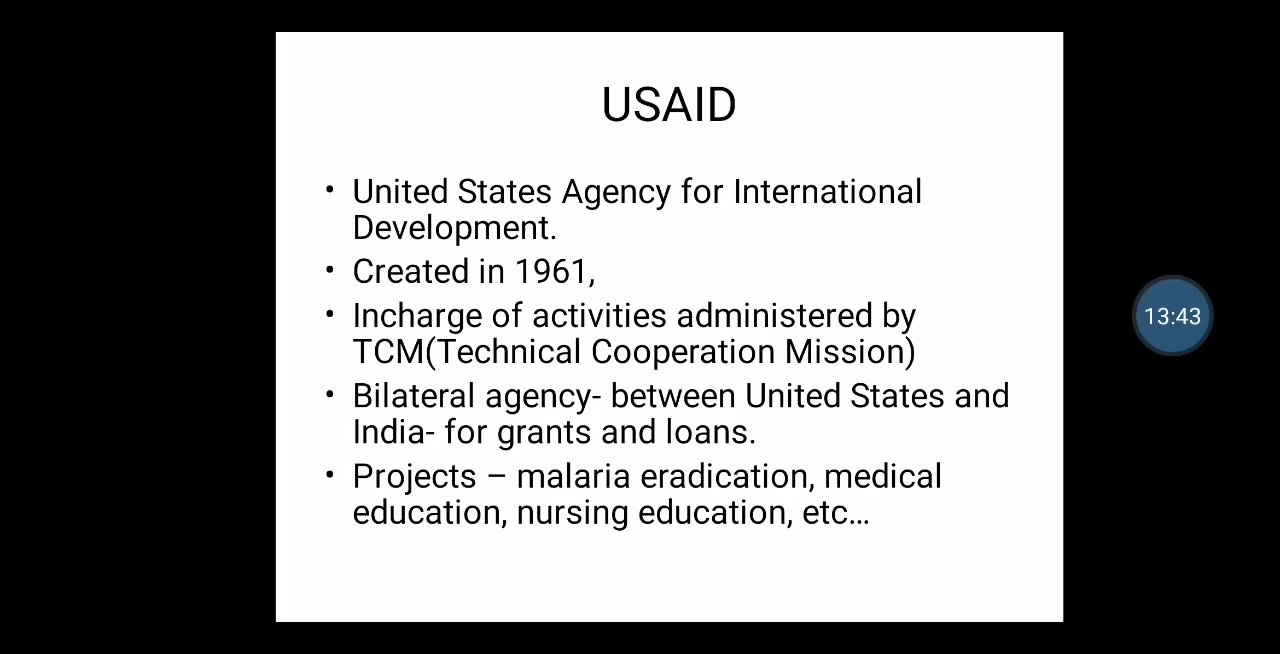 USAID
• United States Agency for International
Development.
• Created in 1961,
• Incharge of activities administered by
TCM(Technical Cooperation Mission)
• Bilateral agency- between United States and
India- for grants and loans.
• Projects – malaria eradication, medical
education, nursing education, etc…
13:43